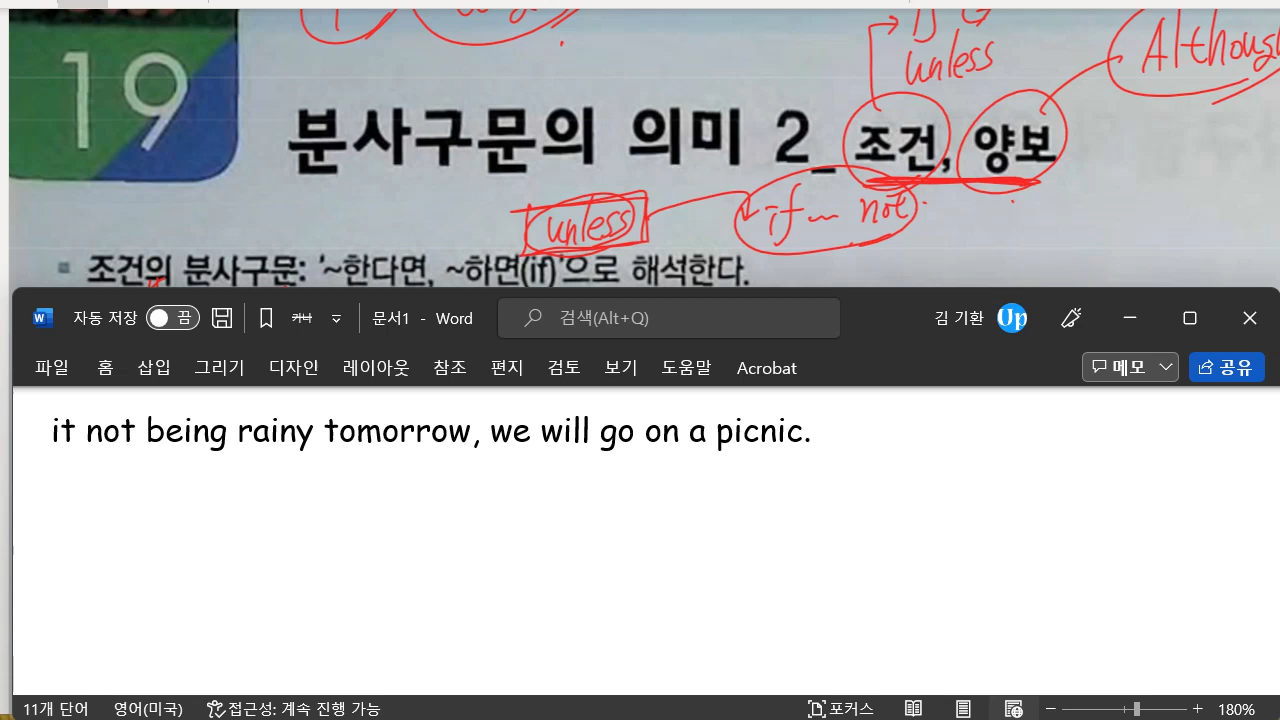 unless
Although
19
분사구문의 의미 2_ 조건, 양보
unless if ~ not
조건의 분사구문: '~한다면, ~하면(if)'으로 해석한다.
자동 저장 끔 가나 문서1 - Word 검색(Alt+Q) 김 기환 Up
파일 홈 삽입 그리기 디자인 레이아웃 참조 편지 검토 보기 도움말 Acrobat 메모 공유
it not being rainy tomorrow, we will go on a picnic.
11개 단어 영어(미국) 접근성: 계속 진행 가능 포커스 180%